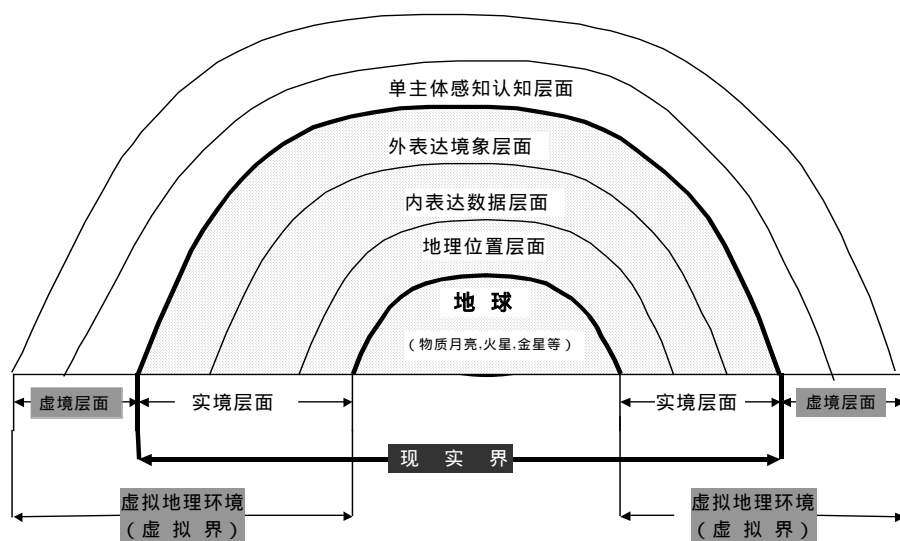 单主体感知认知层面
外表达境象层面
内表达数据层面
地理位置层面
地 球
(物质月亮,火星,金星等)
虚境层面
实境层面
实境层面
虚境层面
现 实 界
虚拟地理环境
(虚 拟 界)
虚拟地理环境
(虚 拟 界)